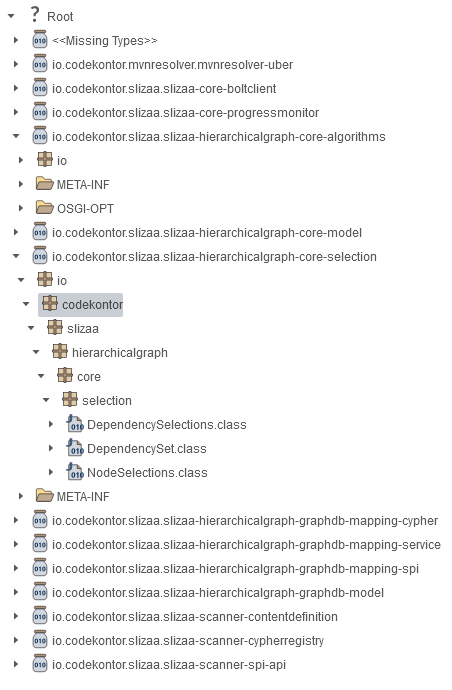 Root
<<Missing Types>>
io.codekontor.mvnresolver.mvnresolver-uber
io.codekontor.slizaa.slizaa-core-boltclient
io.codekontor.slizaa.slizaa-core-progressmonitor
io.codekontor.slizaa.slizaa-hierarchicalgraph-core-algorithms
io
META-INF
OSGI-OPT
io.codekontor.slizaa.slizaa-hierarchicalgraph-core-model
io.codekontor.slizaa.slizaa-hierarchicalgraph-core-selection
io
codekontor
slizaa
hierarchicalgraph
core
selection
DependencySelections.class
DependencySet.class
NodeSelections.class
META-INF
io.codekontor.slizaa.slizaa-hierarchicalgraph-graphdb-mapping-cypher
io.codekontor.slizaa.slizaa-hierarchicalgraph-graphdb-mapping-service
io.codekontor.slizaa.slizaa-hierarchicalgraph-graphdb-mapping-spi
io.codekontor.slizaa.slizaa-hierarchicalgraph-graphdb-model
io.codekontor.slizaa.slizaa-scanner-contentdefinition
io.codekontor.slizaa.slizaa-scanner-cypherregistry
io.codekontor.slizaa.slizaa-scanner-spi-api